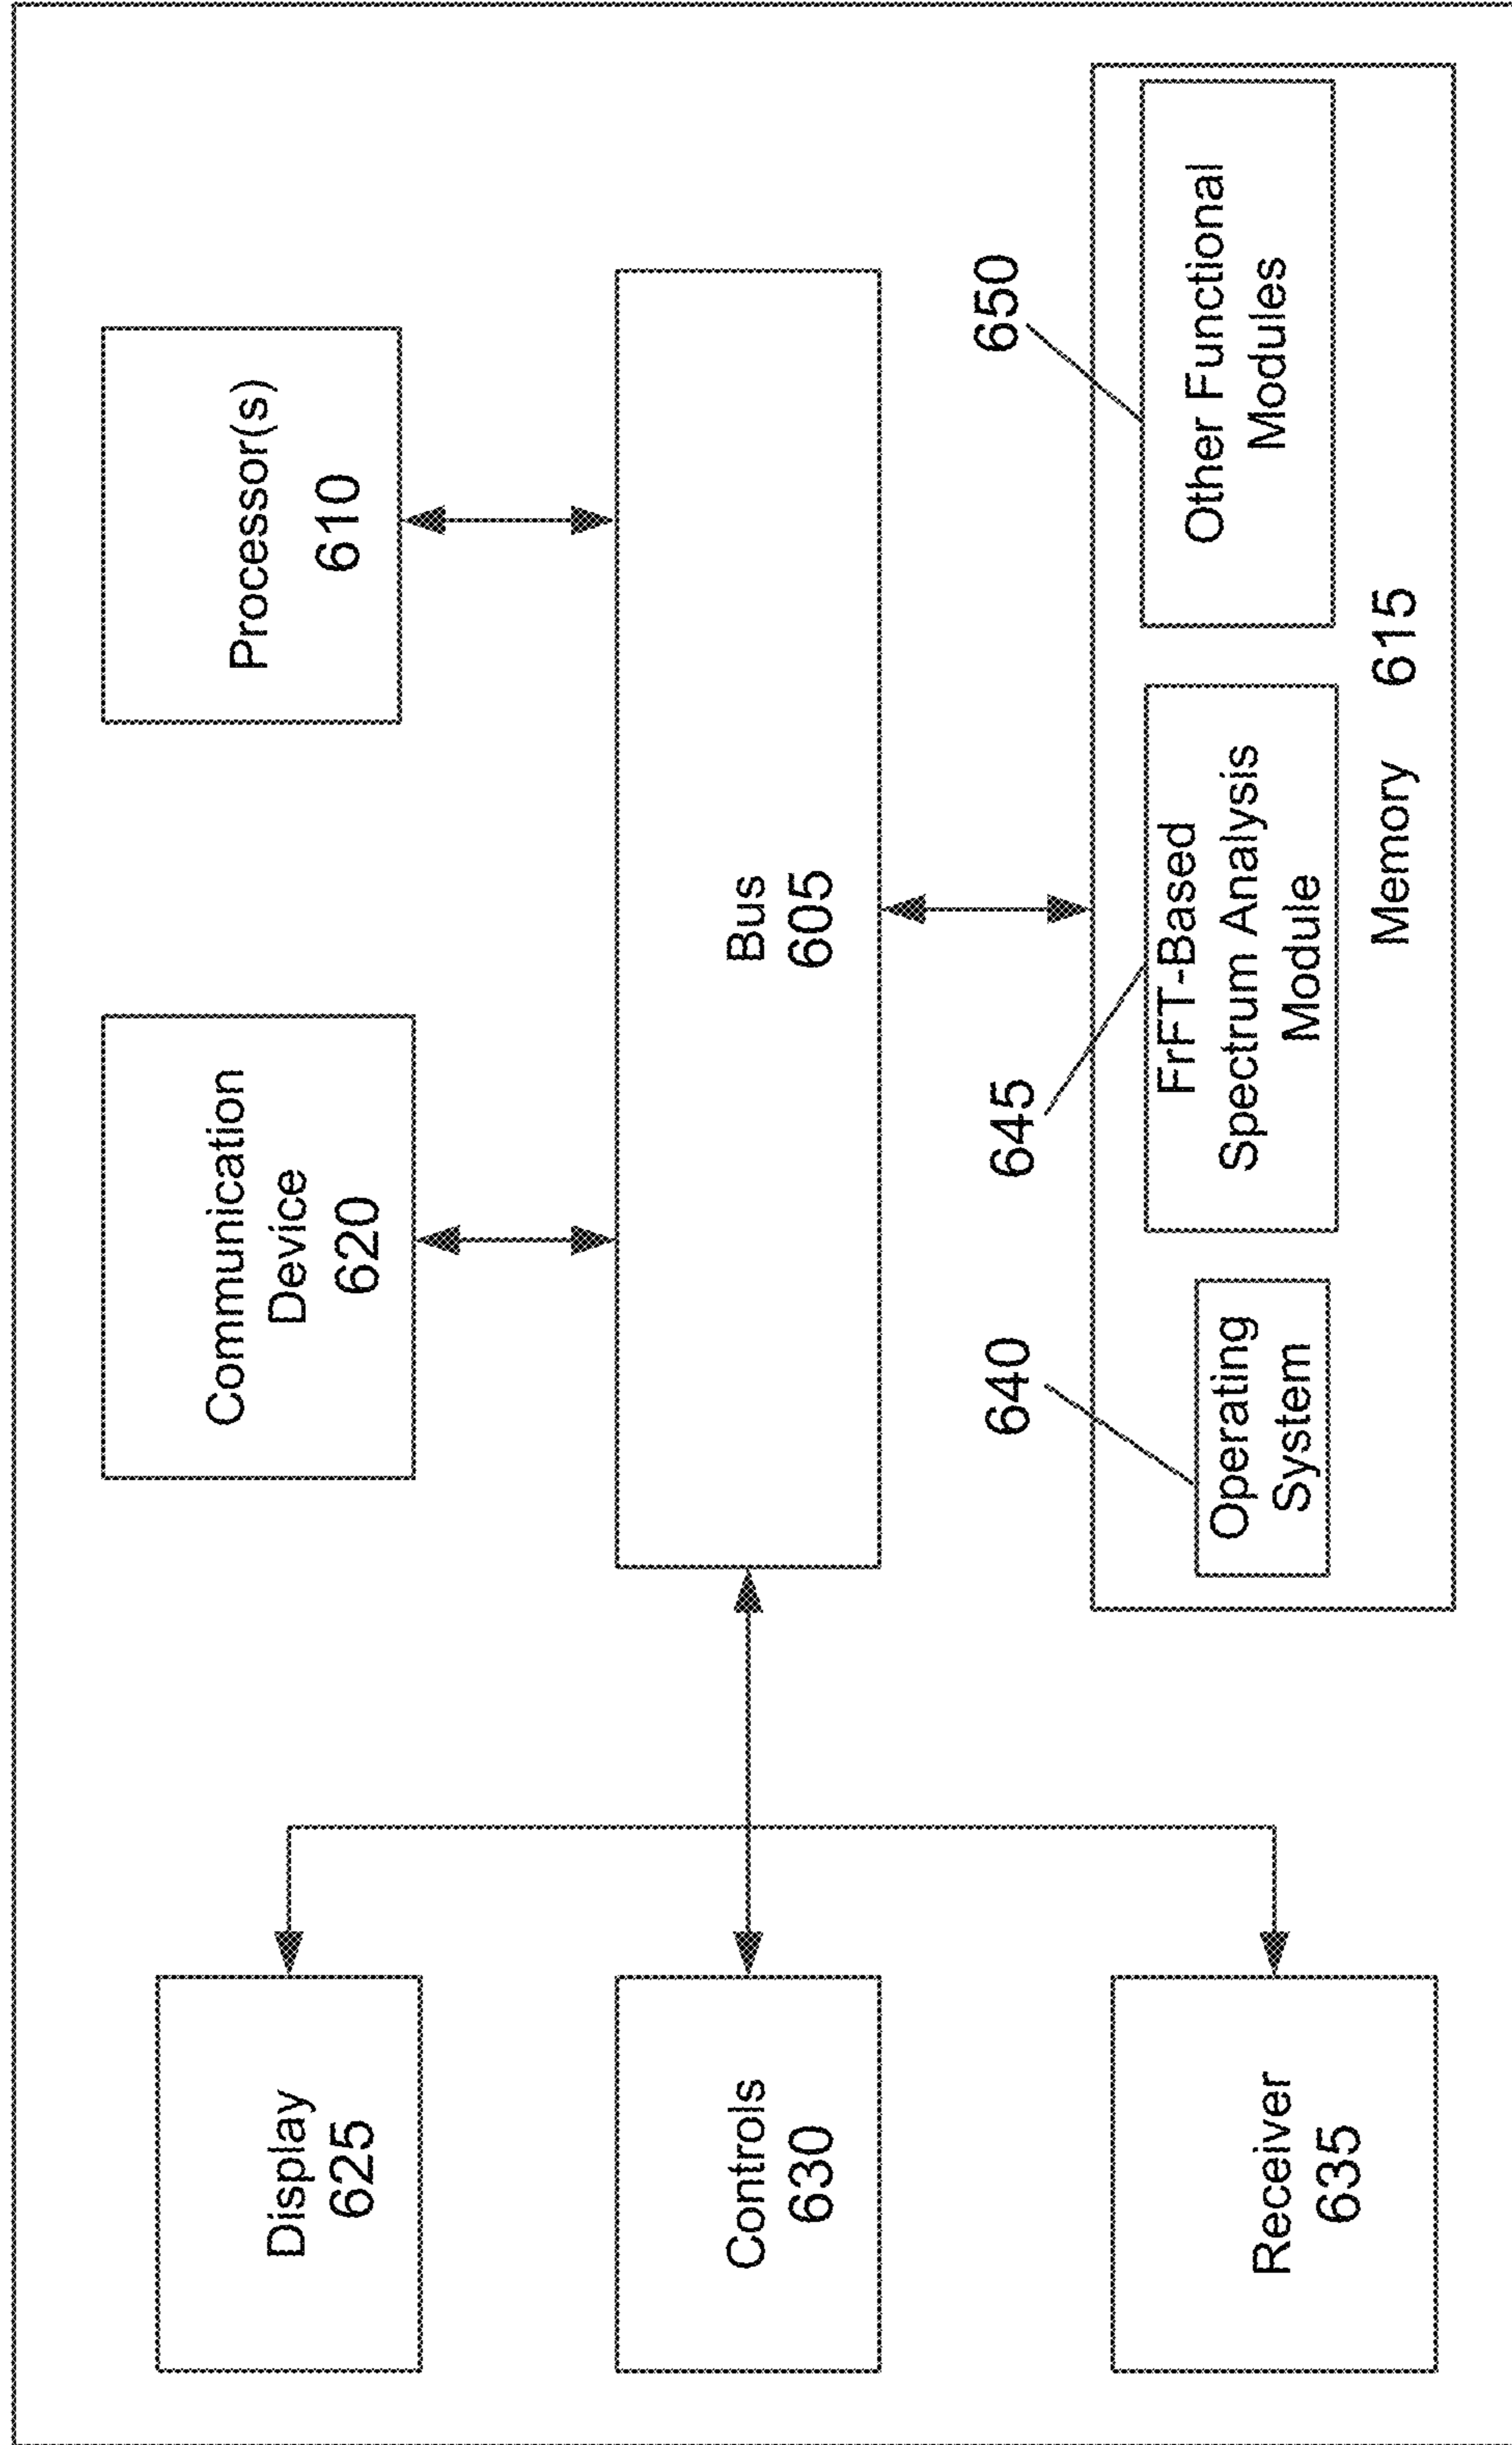 Display
625
Controls
630
Receiver
635
Communication
Device
620
Processor(s)
610
Bus
605
640
645
650
Operating
System
FrFT-Based
Spectrum Analysis
Module
Other Functional
Modules
Memory 615